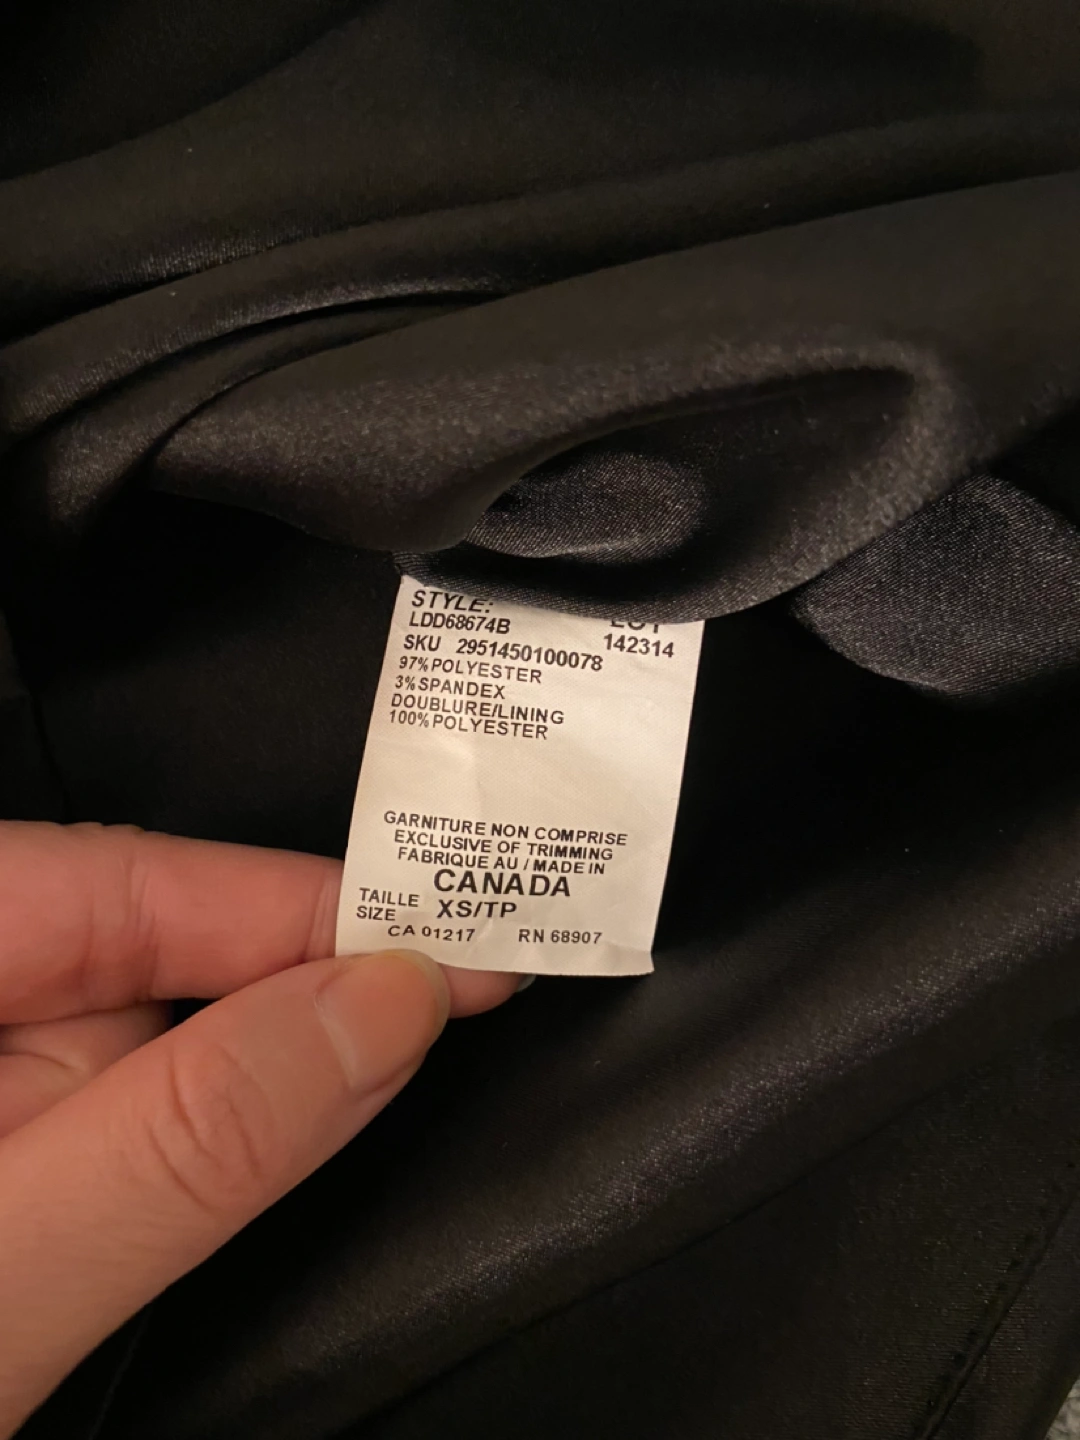 STYLE: LOT
LDD68674B 142314
SKU 2951450100078
97%POLYESTER
3%SPANDEX
DOUBLURE/LINING
100%POLYESTER
GARNITURE NON COMPRISE
EXCLUSIVE OF TRIMMING
FABRIQUE AU / MADE IN
CANADA
TAILLE
SIZE XS/TP
CA 01217 RN 68907